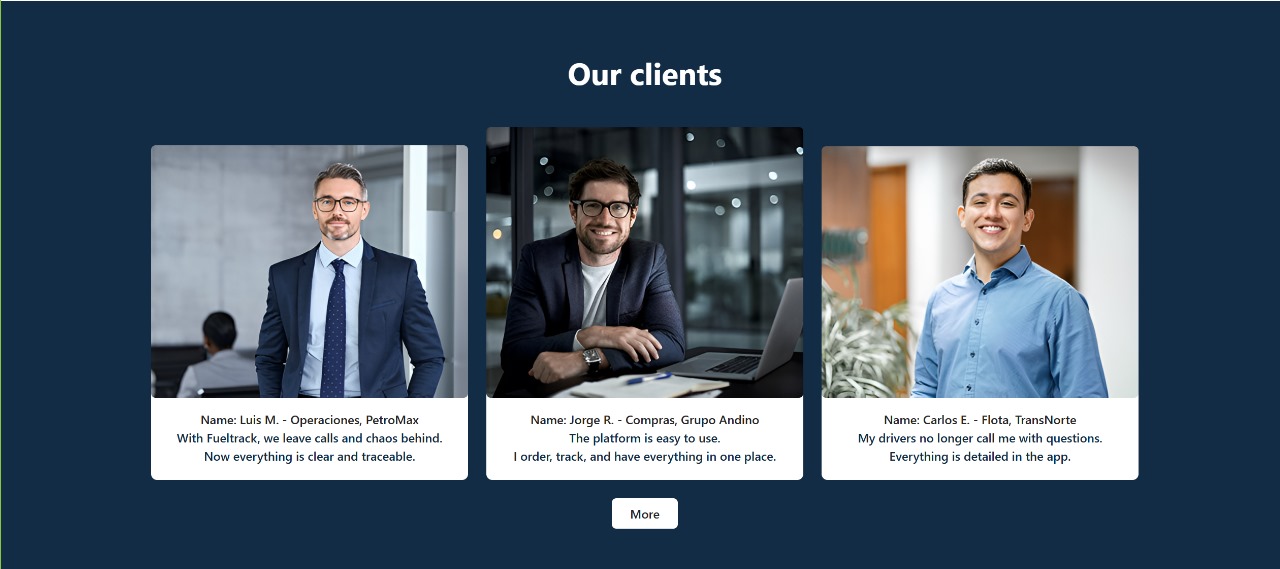 Our clients
Name: Luis M. - Operaciones, PetroMax
With Fueltrack, we leave calls and chaos behind.
Now everything is clear and traceable.
Name: Jorge R. - Compras, Grupo Andino
The platform is easy to use.
I order, track, and have everything in one place.
Name: Carlos E. - Flota, TransNorte
My drivers no longer call me with questions.
Everything is detailed in the app.
More